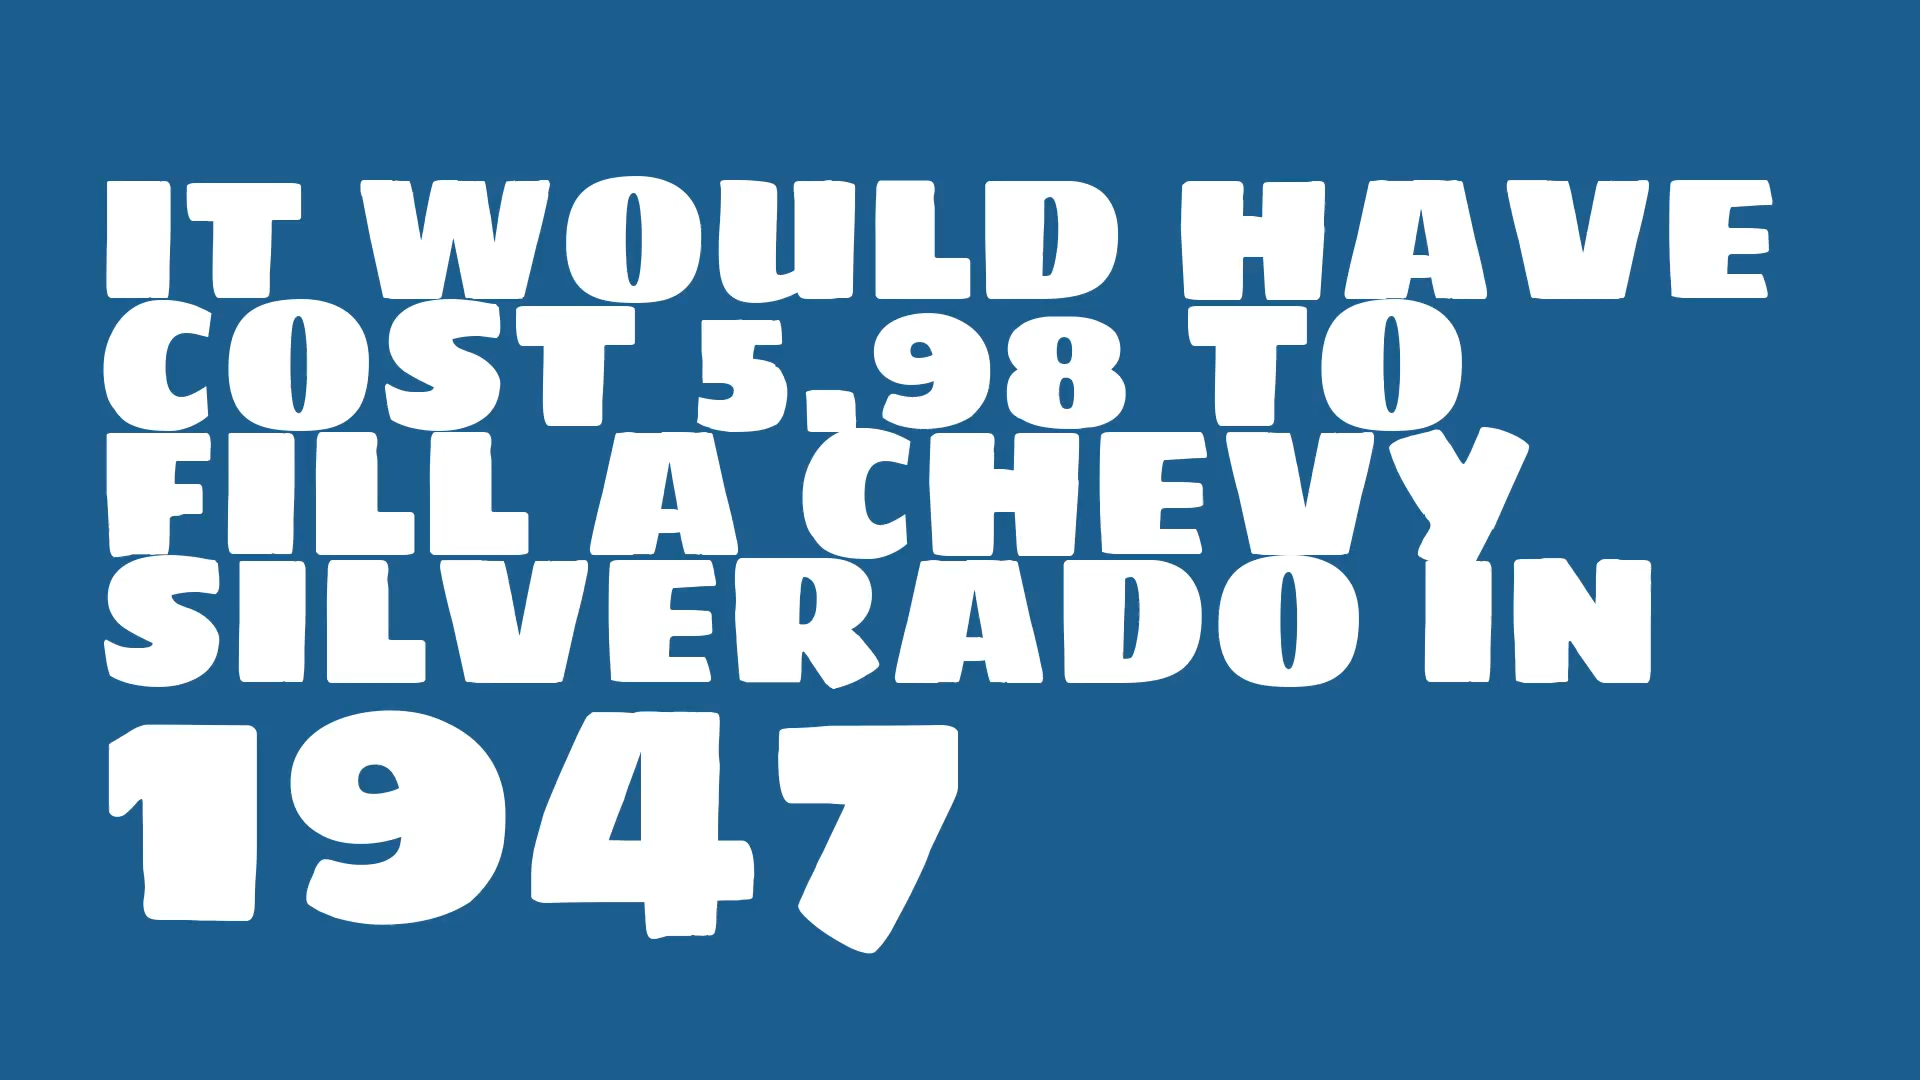 IT WOULD HAVE
COST 5.98 TO
FILL A CHEVY
SILVERADO IN
1947